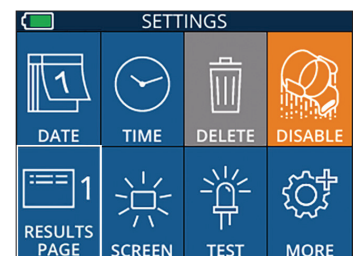 SETTINGS
1
DATE
TIME
DELETE
DISABLE
1
RESULTS
PAGE
SCREEN
TEST
MORE